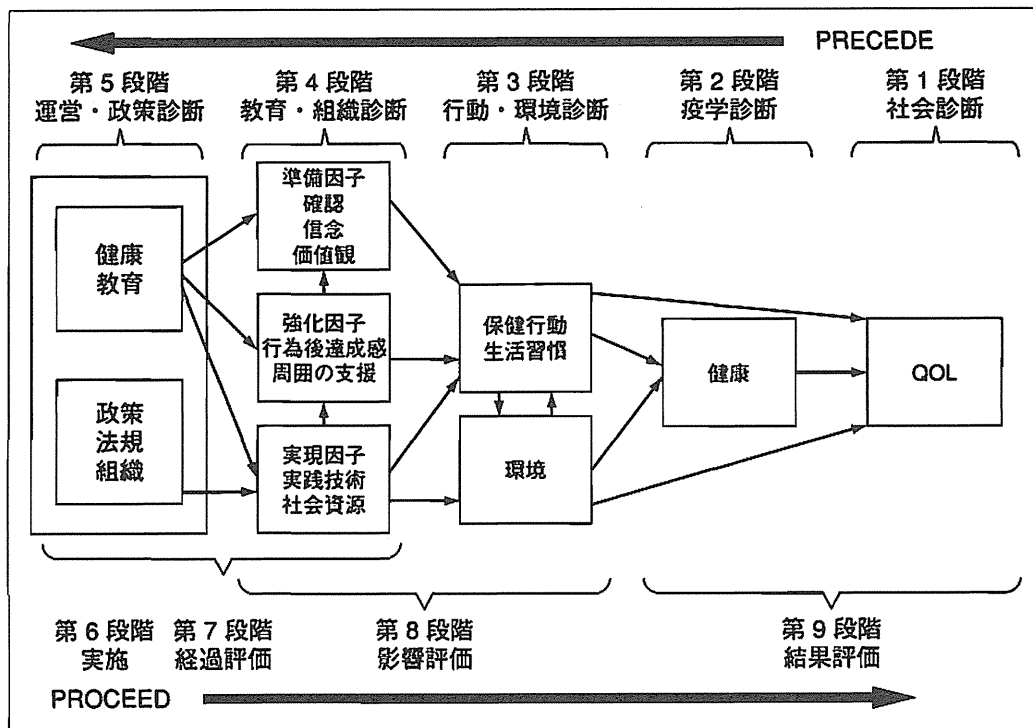 PRECEDE
第5段階
運営・政策診断
第4段階
教育・組織診断
第3段階
行動・環境診断
第2段階
疫学診断
第1段階
社会診断
健康
教育
政策
法規
組織
準備因子
確認
信念
価値観
強化因子
行為後達成感
周囲の支援
実現因子
実践技術
社会資源
保健行動
生活習慣
環境
健康
QOL
第6段階
実施
第7段階
経過評価
第8段階
影響評価
第9段階
結果評価
PROCEED